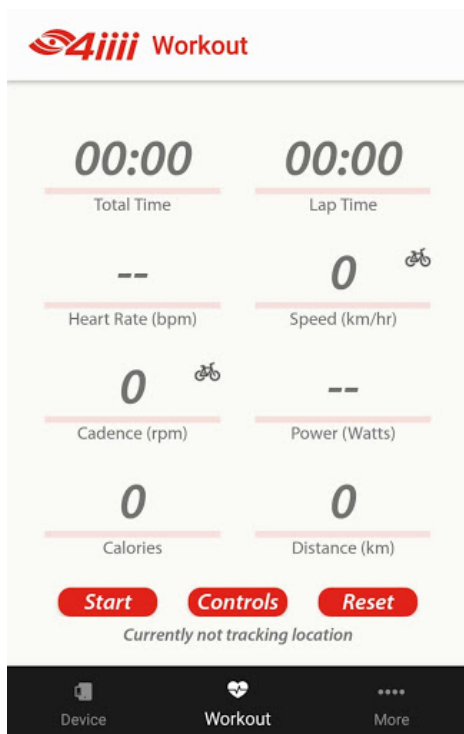 4iiii Workout
00:00 00:00
Total Time Lap Time
-- 0
Heart Rate (bpm) Speed (km/hr)
0 --
Cadence (rpm) Power (Watts)
0 0
Calories Distance (km)
Start Controls Reset
Currently not tracking location
Device Workout More